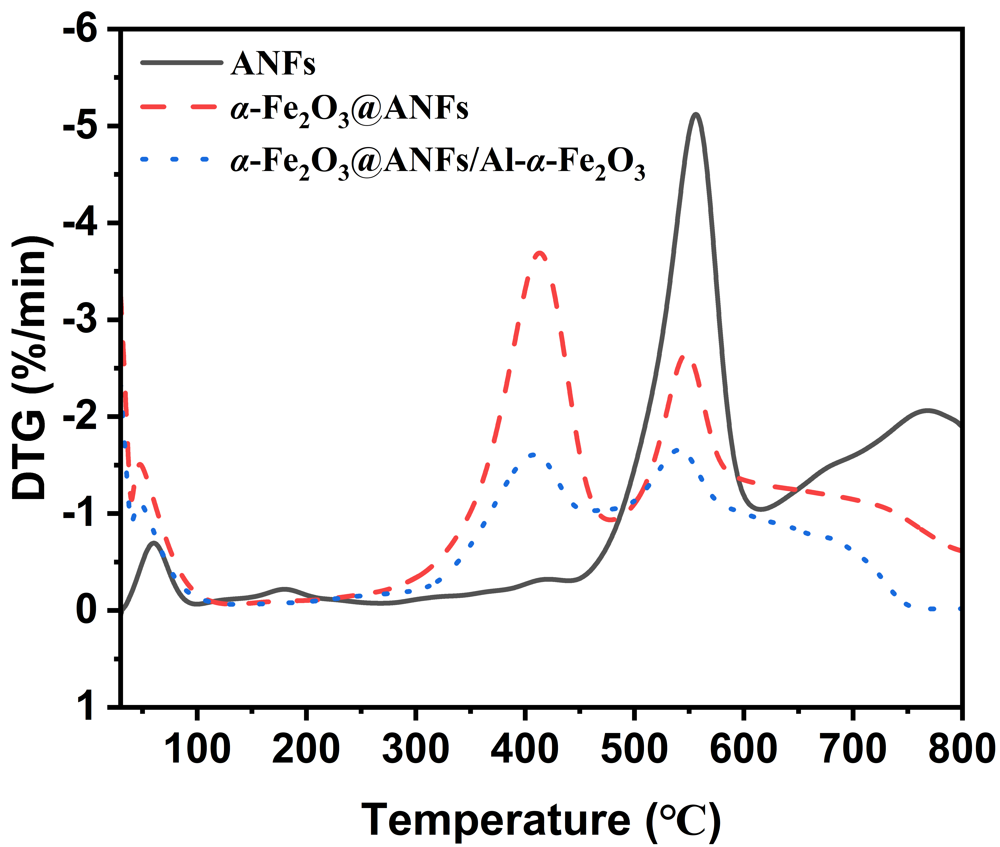 -6
-5
-4
-3
-2
-1
0
1
DTG (%/min)
ANFs
α-Fe₂O₃@ANFs
α-Fe₂O₃@ANFs/Al-α-Fe₂O₃
100 200 300 400 500 600 700 800
Temperature (℃)